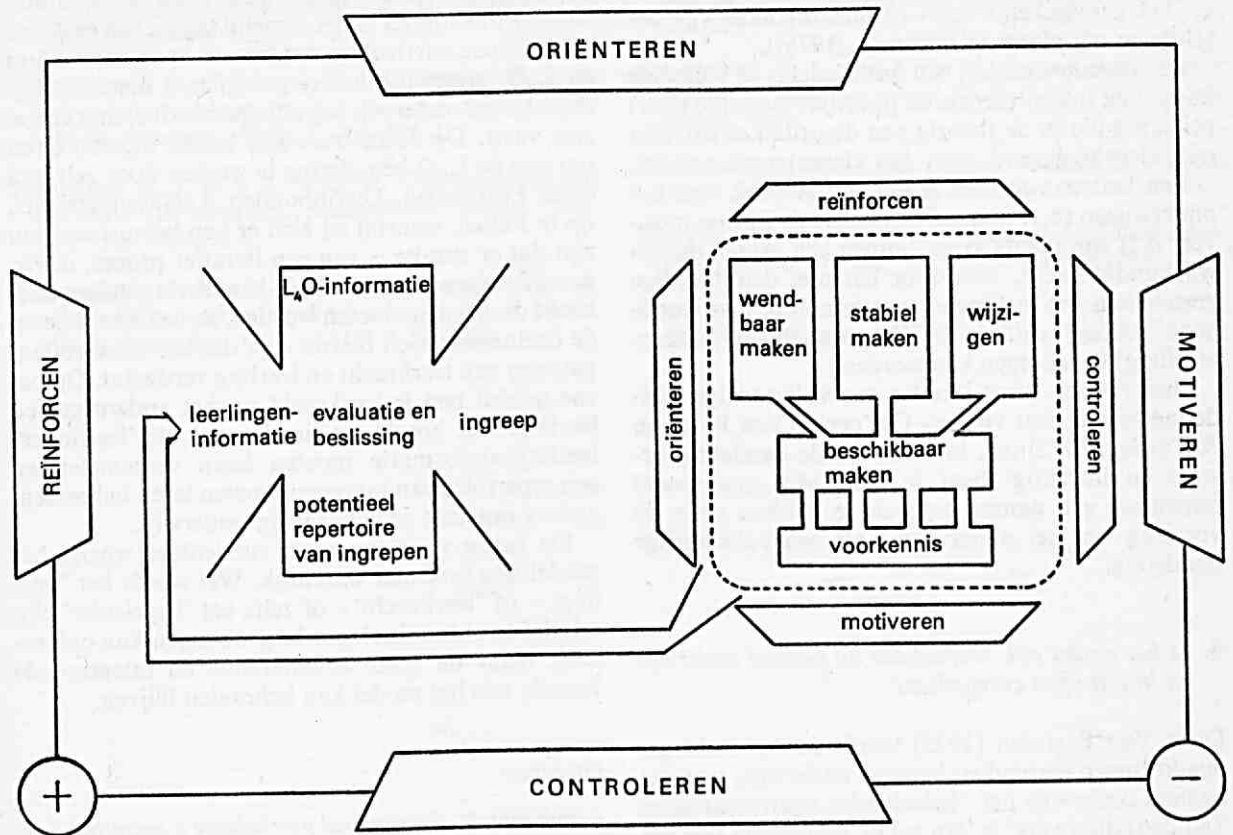 ORIËNTEREN
REÏNFORCEN
L₄O-informatie
leerlingen-
informatie
evaluatie en
beslissing
ingreep
potentieel
repertoire
van ingrepen
reïnforcen
oriënteren
wend-
baar
maken
stabiel
maken
wijzi-
gen
beschikbaar
maken
voorkennis
controleren
motiveren
MOTIVEREN
+
CONTROLEREN
−